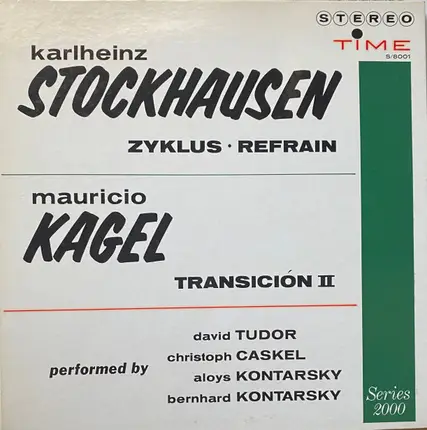 STEREO
TIME
S/8001
karlheinz
STOCKHAUSEN
ZYKLUS · REFRAIN
mauricio
KAGEL
TRANSICIÓN II
performed by
david TUDOR
christoph CASKEL
aloys KONTARSKY
bernhard KONTARSKY
Series
2000